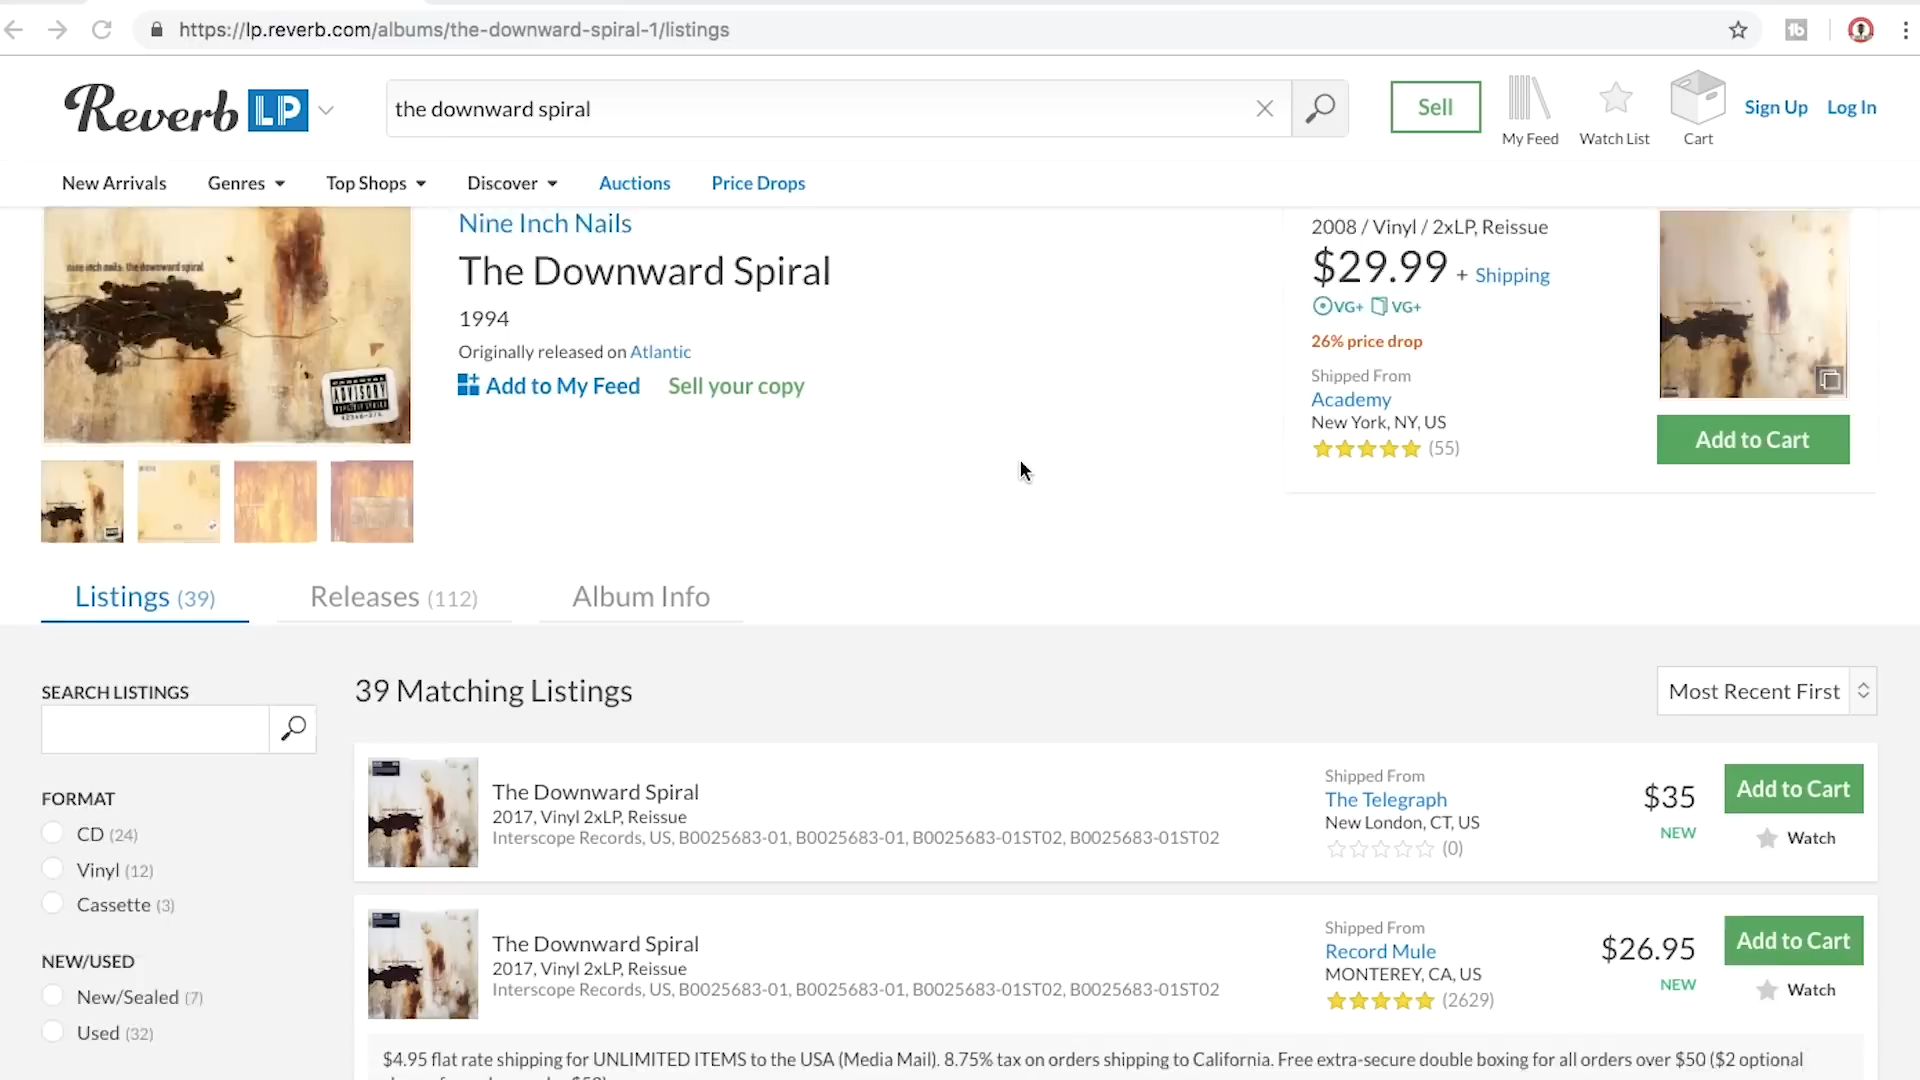 https://lp.reverb.com/albums/the-downward-spiral-1/listings
Reverb LP
the downward spiral
Sell
My Feed
Watch List
Cart
Sign Up
Log In
New Arrivals
Genres
Top Shops
Discover
Auctions
Price Drops
nine inch nails: the downward spiral
ADVISORY
Nine Inch Nails
The Downward Spiral
1994
Originally released on Atlantic
Add to My Feed
Sell your copy
2008 / Vinyl / 2xLP, Reissue
$29.99 + Shipping
VG+ VG+
26% price drop
Shipped From
Academy
New York, NY, US
(55)
Add to Cart
Listings (39)
Releases (112)
Album Info
SEARCH LISTINGS
FORMAT
CD (24)
Vinyl (12)
Cassette (3)
NEW/USED
New/Sealed (7)
Used (32)
39 Matching Listings
Most Recent First
The Downward Spiral
2017, Vinyl 2xLP, Reissue
Interscope Records, US, B0025683-01, B0025683-01, B0025683-01ST02, B0025683-01ST02
Shipped From
The Telegraph
New London, CT, US
(0)
$35
NEW
Add to Cart
Watch
The Downward Spiral
2017, Vinyl 2xLP, Reissue
Interscope Records, US, B0025683-01, B0025683-01, B0025683-01ST02, B0025683-01ST02
Shipped From
Record Mule
MONTEREY, CA, US
(2629)
$26.95
NEW
Add to Cart
Watch
$4.95 flat rate shipping for UNLIMITED ITEMS to the USA (Media Mail). 8.75% tax on orders shipping to California. Free extra-secure double boxing for all orders over $50 ($2 optional